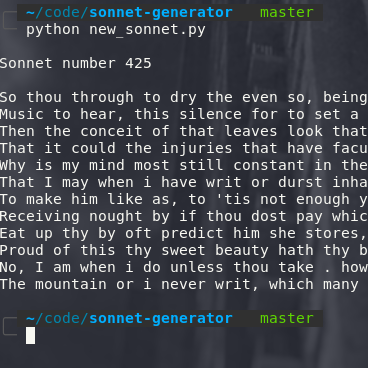 ~/code/sonnet-generator master
python new_sonnet.py
Sonnet number 425
So thou through to dry the even so, being
Music to hear, this silence for to set a
Then the conceit of that leaves look that
That it could the injuries that have facu
Why is my mind most still constant in the
That I may when i have writ or durst inha
To make him like as, to 'tis not enough y
Receiving nought by if thou dost pay whic
Eat up thy by oft predict him she stores,
Proud of this thy sweet beauty hath thy b
No, I am when i do unless thou take . how
The mountain or i never writ, which many
~/code/sonnet-generator master